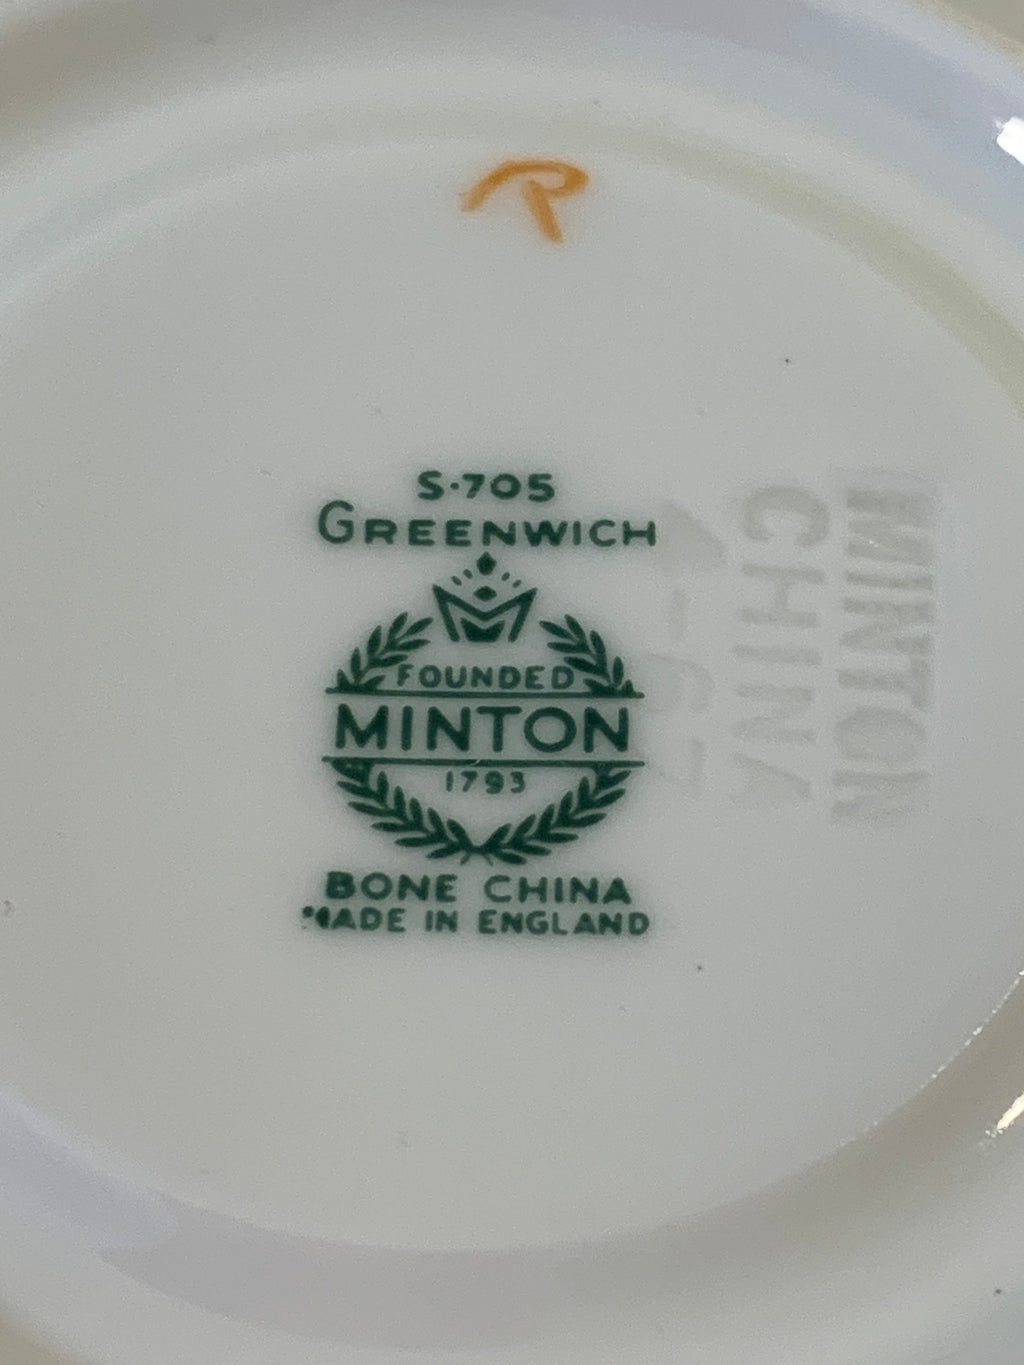 R
S·705
GREENWICH
FOUNDED
MINTON
1793
BONE CHINA
MADE IN ENGLAND
MINTON
CHINA